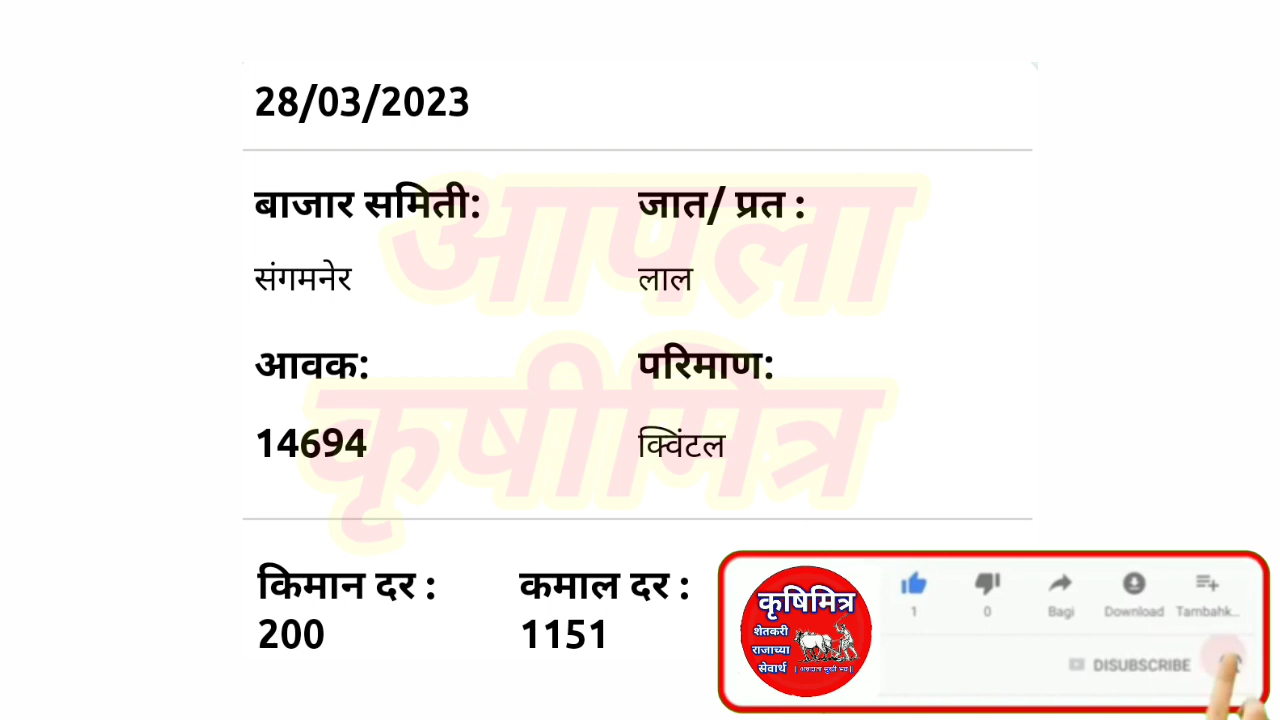 28/03/2023
बाजार समिती: जात/ प्रत :
संगमनेर लाल
आपला
आवक: परिमाण:
14694 क्विंटल
कृषीमित्र
किमान दर : कमाल दर :
200 1151
कृषिमित्र
शेतकरी
राजाच्या
सेवार्थ
1 0 Bagi Download Tambahk...
DISUBSCRIBE